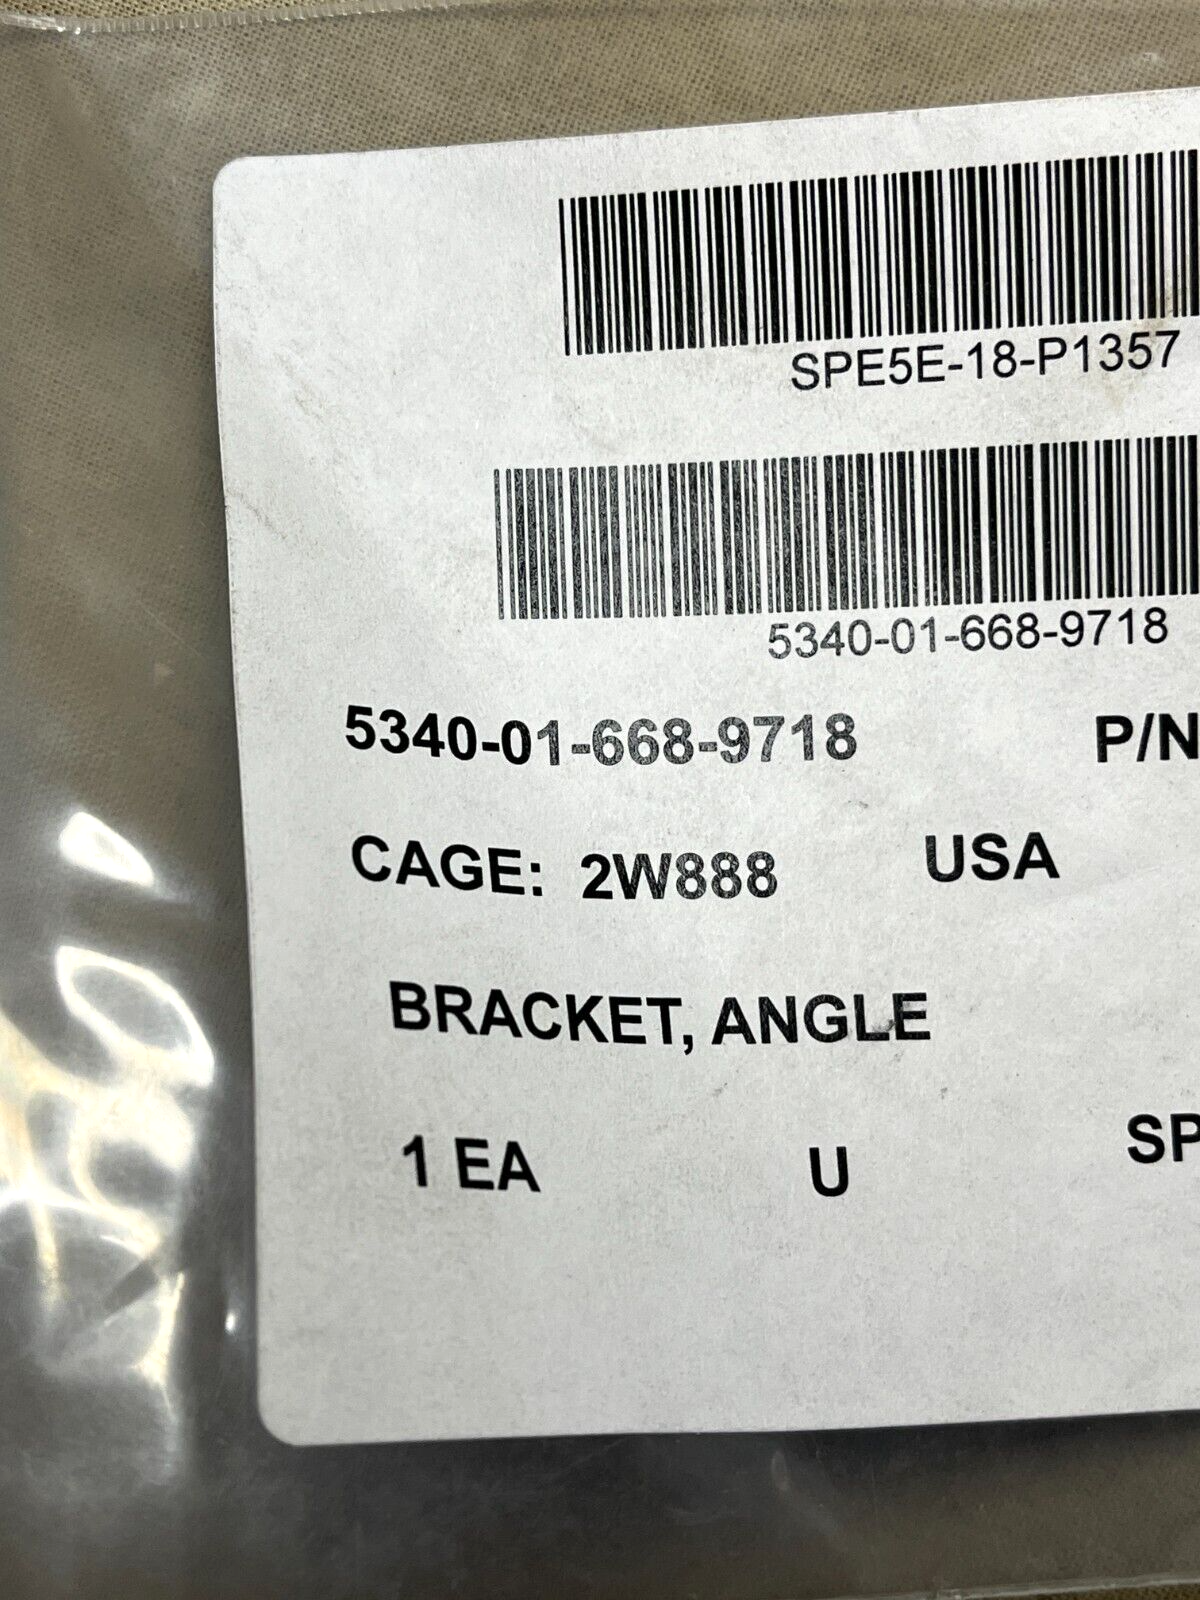 SPE5E-18-P1357
5340-01-668-9718
5340-01-668-9718 P/N
CAGE: 2W888 USA
BRACKET, ANGLE
1 EA U SP